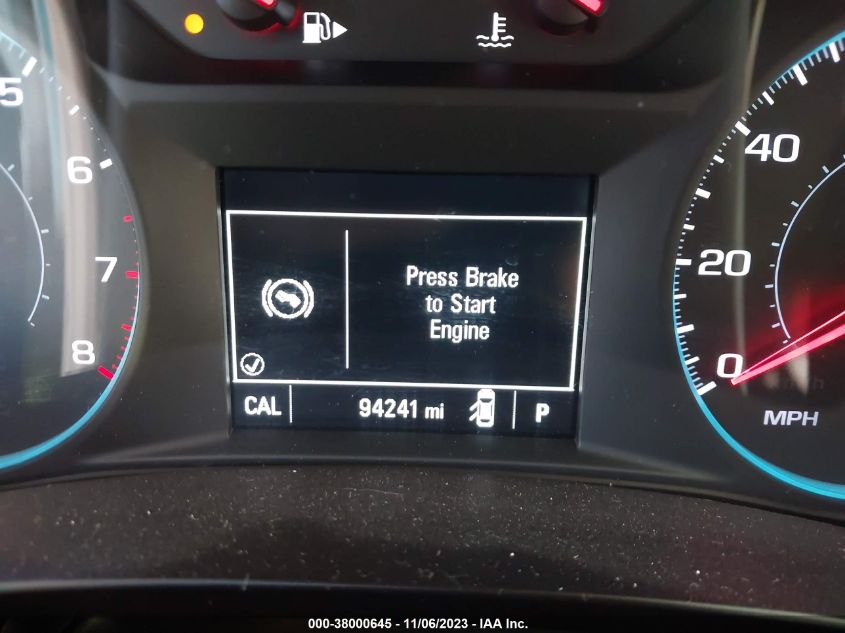 5
6
7
8
Press Brake
to Start
Engine
CAL
94241 mi
P
40
20
0
MPH
000-38000645 - 11/06/2023 - IAA Inc.